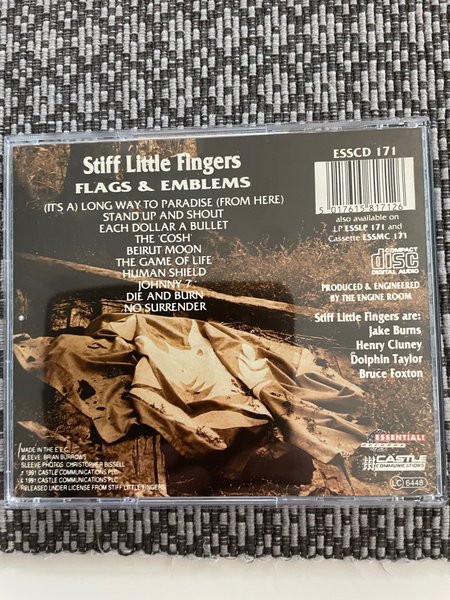 Stiff Little Fingers
FLAGS & EMBLEMS
(IT'S A) LONG WAY TO PARADISE (FROM HERE)
STAND UP AND SHOUT
EACH DOLLAR A BULLET
THE 'COSH'
BEIRUT MOON
THE GAME OF LIFE
HUMAN SHIELD
JOHNNY 7
DIE AND BURN
NO SURRENDER
ESSCD 171
5 017615 817126
also available on
LP ESSLP 171 and
Cassette ESSMC 171
COMPACT
disc
DIGITAL AUDIO
PRODUCED & ENGINEERED
BY THE ENGINE ROOM
Stiff Little Fingers are:
Jake Burns
Henry Cluney
Dolphin Taylor
Bruce Foxton
ESSENTIAL!
CASTLE
COMMUNICATIONS
LC 6448
MADE IN THE E.E.C.
SLEEVE: BRIAN BURROWS
SLEEVE PHOTOS: CHRISTOPHER BISSELL
℗ 1991 CASTLE COMMUNICATIONS PLC
© 1991 CASTLE COMMUNICATIONS PLC
RELEASED UNDER LICENSE FROM STIFF LITTLE FINGERS